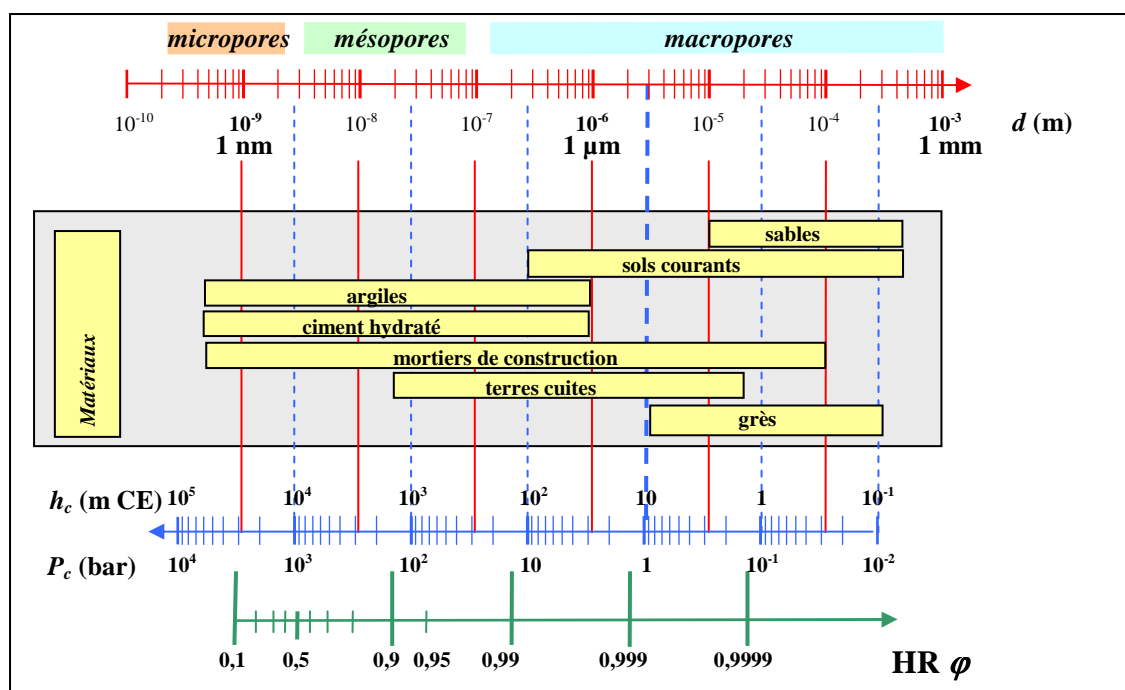 micropores mésopores macropores
10-10 10-9 10-8 10-7 10-6 10-5 10-4 10-3 d (m)
1 nm 1 µm 1 mm
Matériaux
sables
sols courants
argiles
ciment hydraté
mortiers de construction
terres cuites
grès
hc (m CE) 10⁵ 10⁴ 10³ 10² 10 1 10-1
Pc (bar) 10⁴ 10³ 10² 10 1 10-1 10-2
0,1 0,5 0,9 0,95 0,99 0,999 0,9999 HR φ